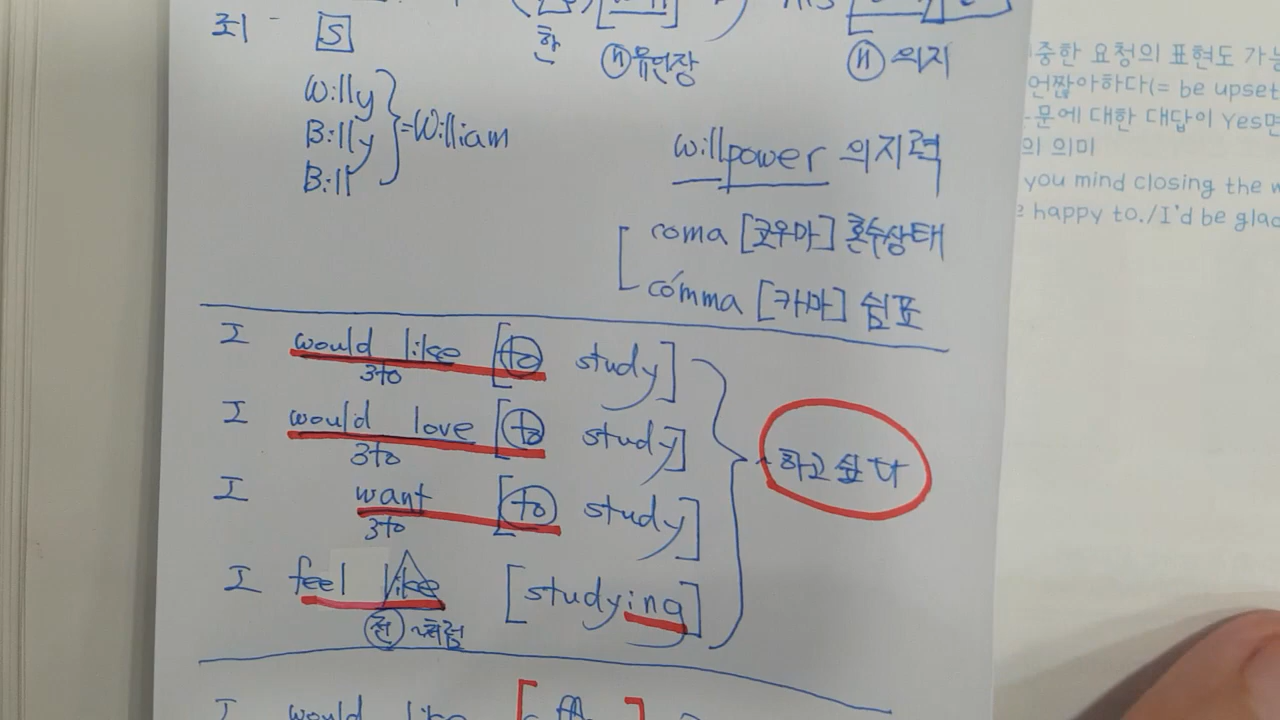 죄 S
한 ⓝ유언장 ⓝ 의지
Willy
Billy =William
Bill
willpower 의지력
coma [코우마] 혼수상태
cómma [카마] 쉼표
I would like [to study]
3to
I would love [to study]
3to
~하고싶다
I want [to study]
3to
I feel like [studying]
전 ~처럼
I would like [
중한 요청의 표현도 가능
언짢아하다(= be upset
문에 대한 대답이 Yes면
의 의미
you mind closing the
happy to./I'd be glad